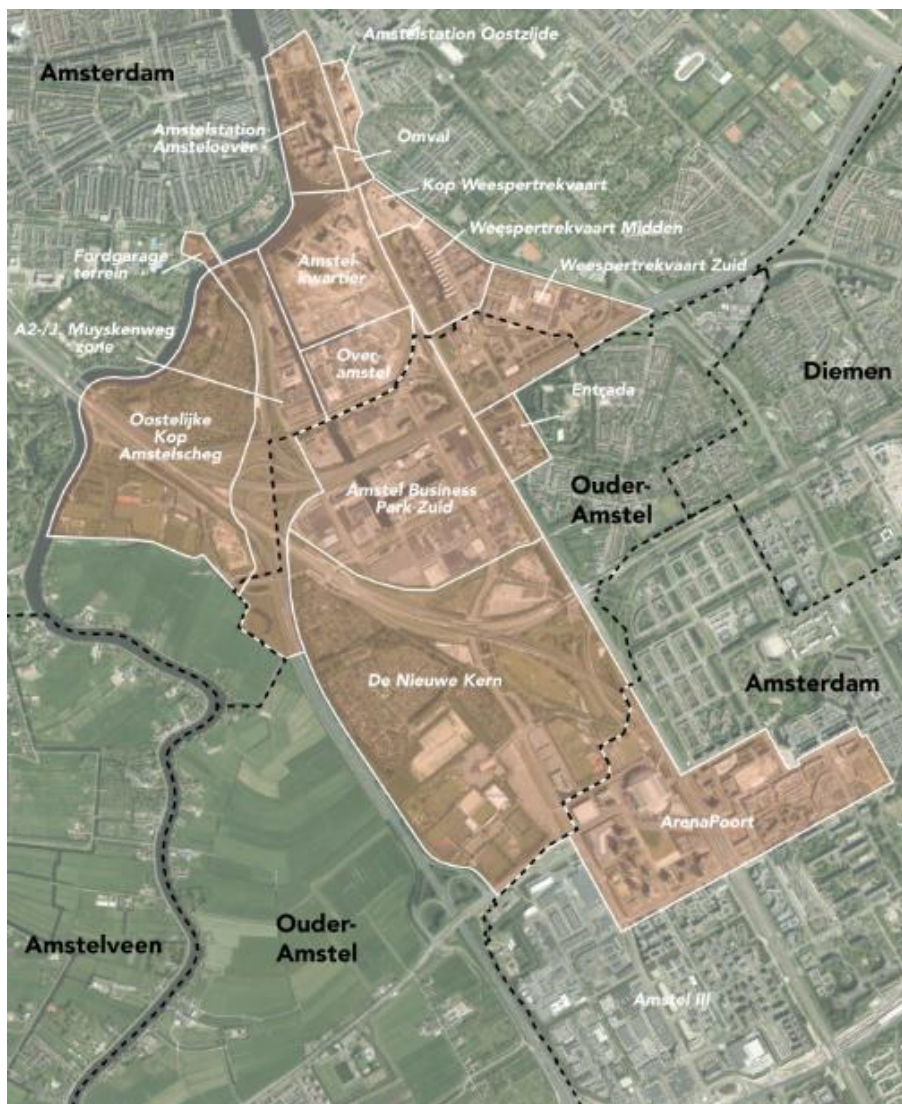 Amstelstation Oostzijde
Amsterdam
Amstelstation
Amsteloever
Omval
Kop Weespertrekvaart
Weespertrekvaart Midden
Fordgarage
terrein
Amstel-
kwartier
Weespertrekvaart Zuid
A2-/J. Muyskenweg
zone
Over-
amstel
Diemen
Entrada
Oostelijke
Kop
Amstelscheg
Amstel Business
Park Zuid
Ouder-
Amstel
De Nieuwe Kern
Amsterdam
ArenaPoort
Amstelveen
Ouder-
Amstel
Amstel III